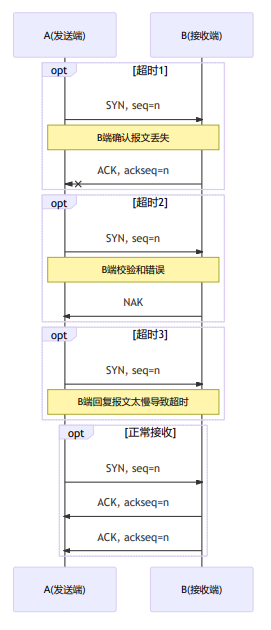 A(发送端) B(接收端)
opt [超时1]
SYN, seq=n
B端确认报文丢失
ACK, ackseq=n
opt [超时2]
SYN, seq=n
B端校验和错误
NAK
opt [超时3]
SYN, seq=n
B端回复报文太慢导致超时
opt [正常接收]
SYN, seq=n
ACK, ackseq=n
ACK, ackseq=n
A(发送端) B(接收端)